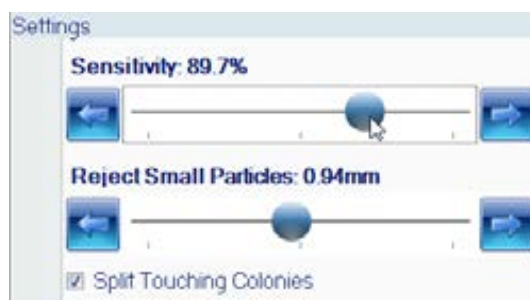 Settings
Sensitivity: 89.7%
Reject Small Particles: 0.94mm
Split Touching Colonies